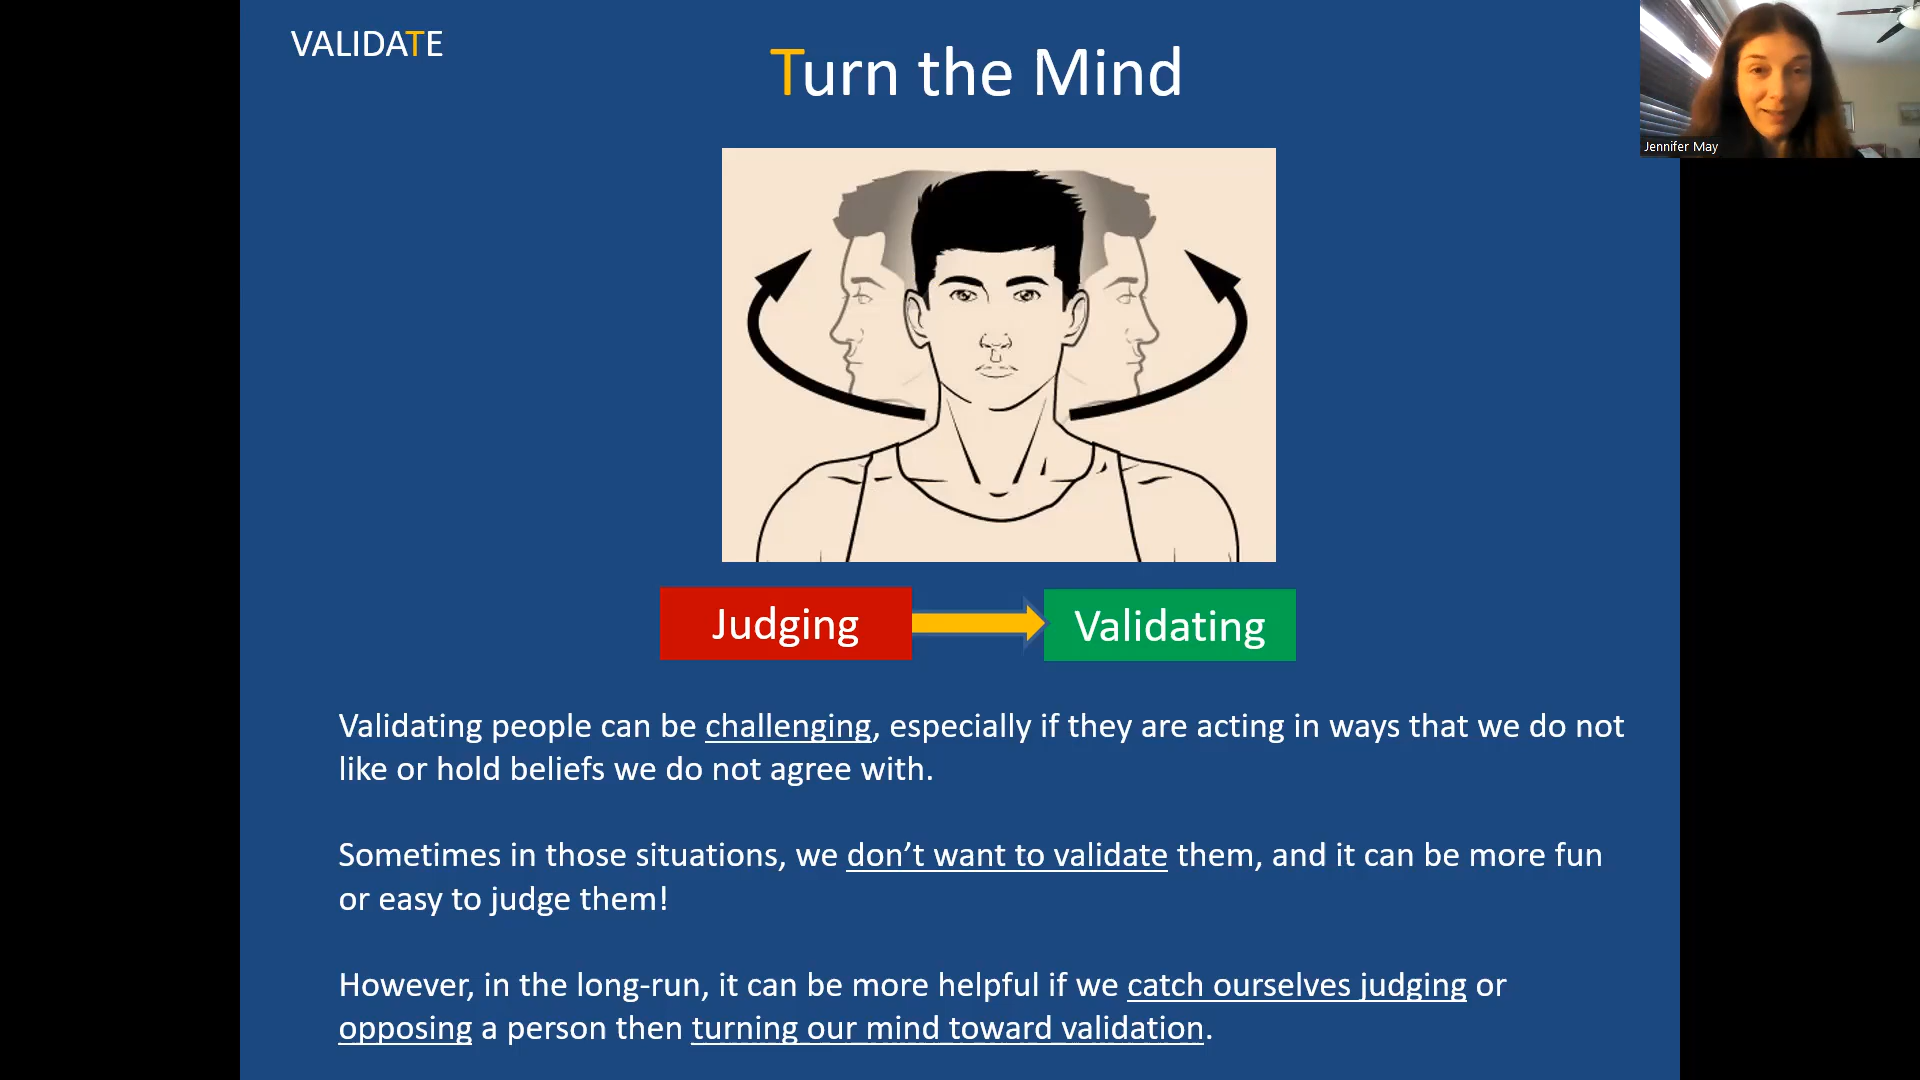 VALIDATE
Turn the Mind
Jennifer May
Judging
Validating
Validating people can be challenging, especially if they are acting in ways that we do not
like or hold beliefs we do not agree with.
Sometimes in those situations, we don’t want to validate them, and it can be more fun
or easy to judge them!
However, in the long-run, it can be more helpful if we catch ourselves judging or
opposing a person then turning our mind toward validation.